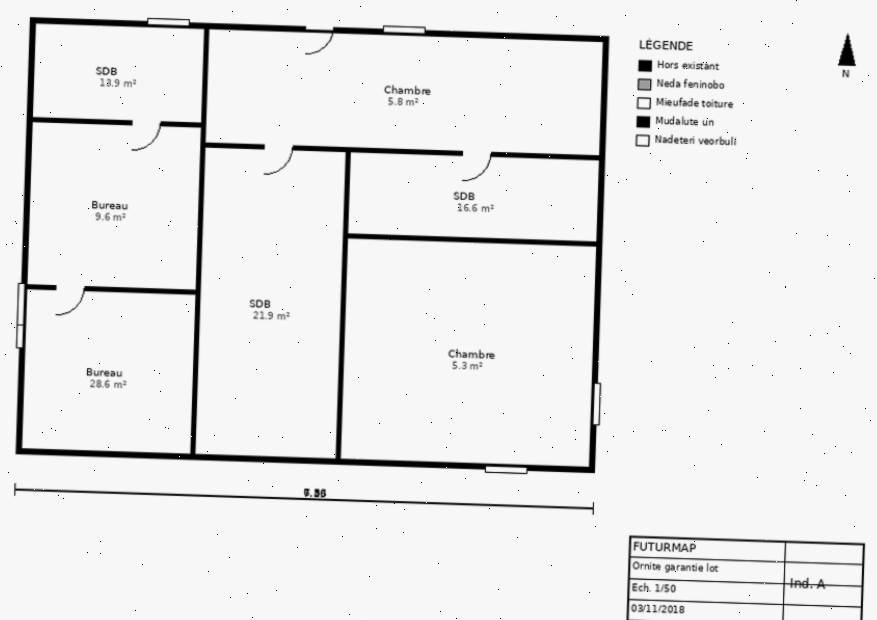 SDB
13.9 m²
Chambre
5.8 m²
Bureau
9.6 m²
SDB
16.6 m²
SDB
21.9 m²
Chambre
5.3 m²
Bureau
28.6 m²
LÉGENDE
Hors existant
Neda feninobo
Mieufade toiture
Mudalute un
Nadeteri veorbuli
N
FUTURMAP
Ornite garantie lot
Ind. A
Ech. 1/50
03/11/2018